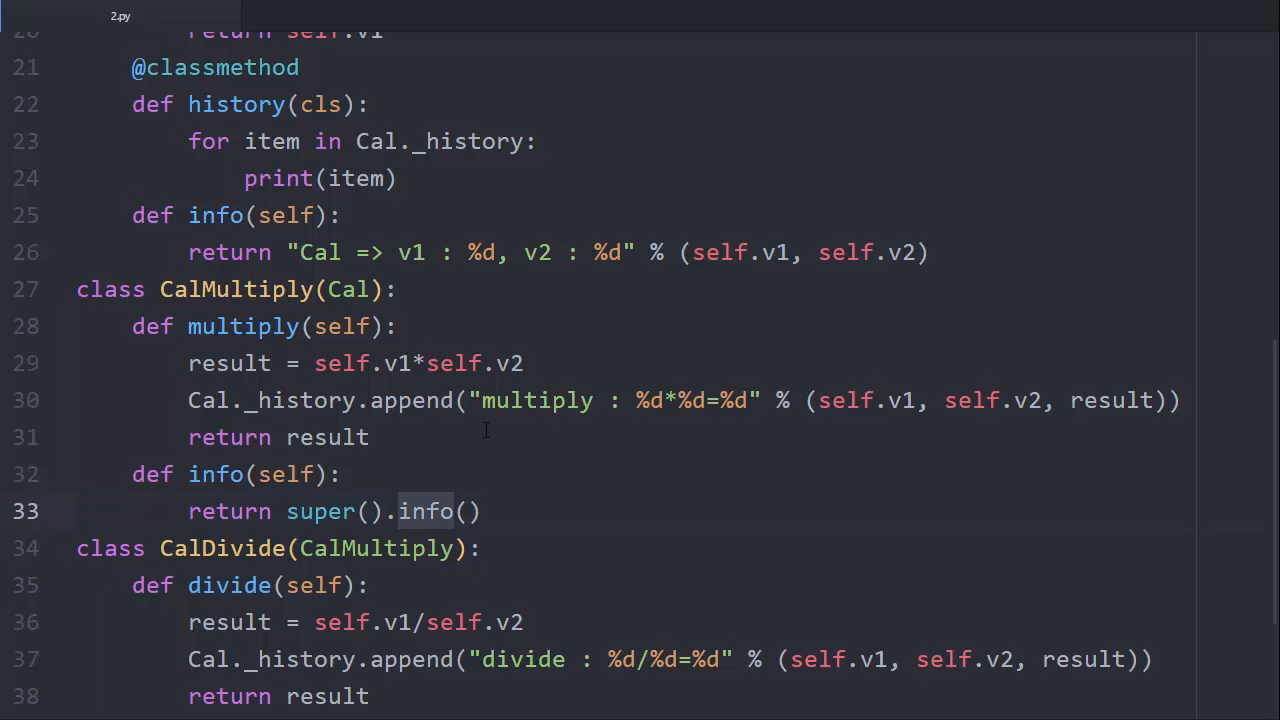 2.py
20 return self.v1
21 @classmethod
22 def history(cls):
23 for item in Cal._history:
24 print(item)
25 def info(self):
26 return "Cal => v1 : %d, v2 : %d" % (self.v1, self.v2)
27 class CalMultiply(Cal):
28 def multiply(self):
29 result = self.v1*self.v2
30 Cal._history.append("multiply : %d*%d=%d" % (self.v1, self.v2, result))
31 return result
32 def info(self):
33 return super().info()
34 class CalDivide(CalMultiply):
35 def divide(self):
36 result = self.v1/self.v2
37 Cal._history.append("divide : %d/%d=%d" % (self.v1, self.v2, result))
38 return result